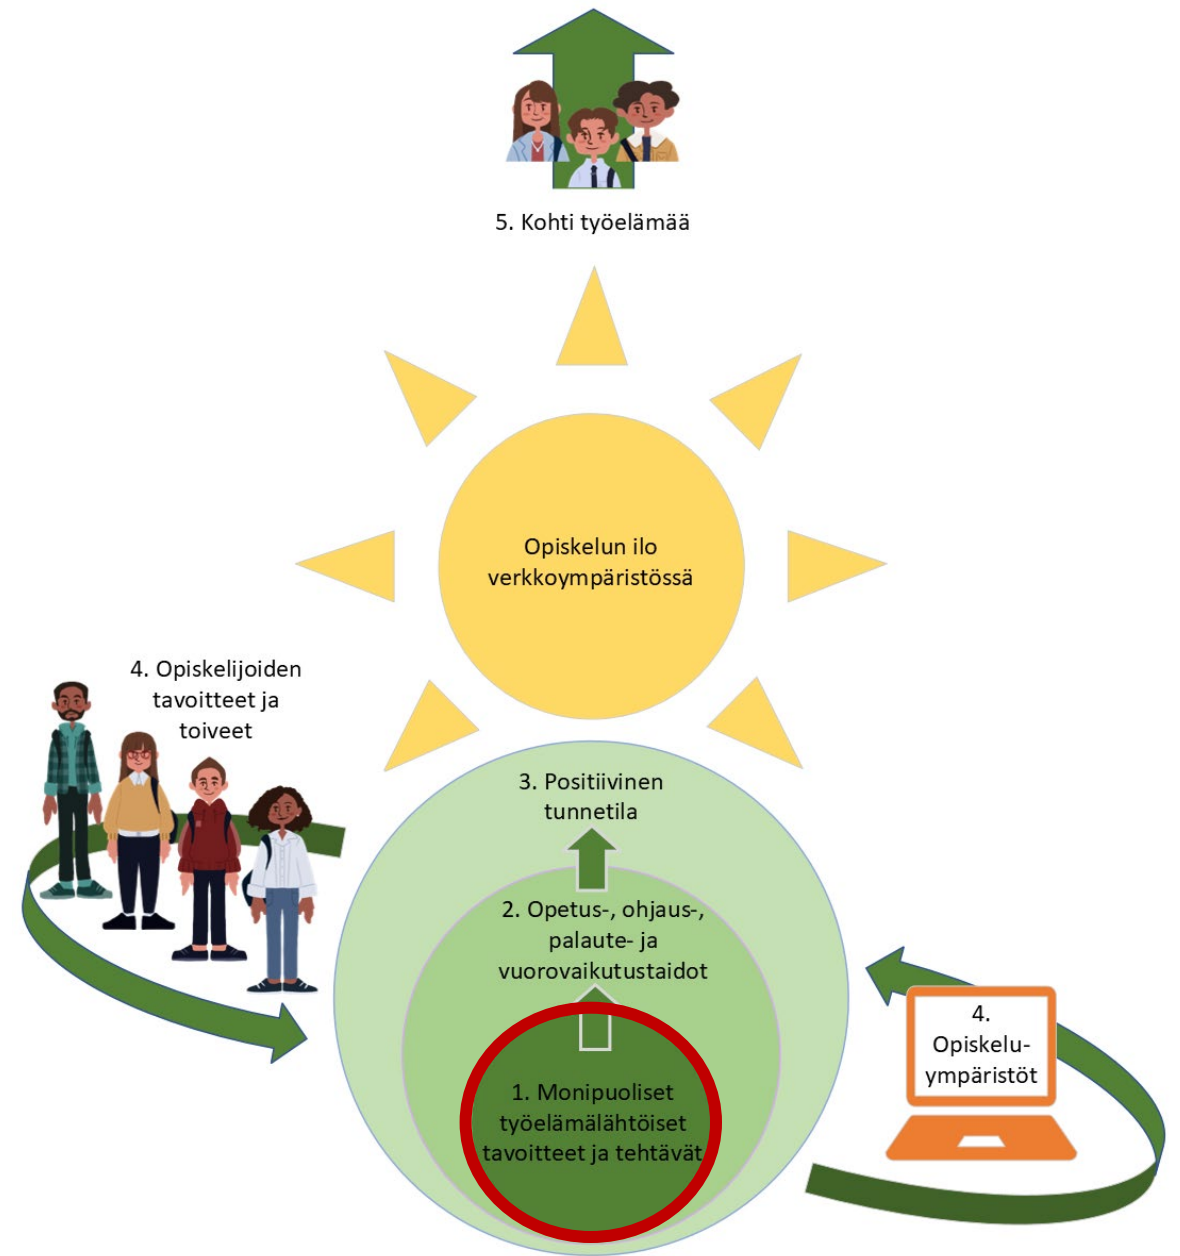 5. Kohti työelämää
Opiskelun ilo
verkkoympäristössä
4. Opiskelijoiden
tavoitteet ja
toiveet
3. Positiivinen
tunnetila
2. Opetus-, ohjaus-,
palaute- ja
vuorovaikutustaidot
4.
Opiskelu-
ympäristöt
1. Monipuoliset
työelämälähtöiset
tavoitteet ja tehtävät